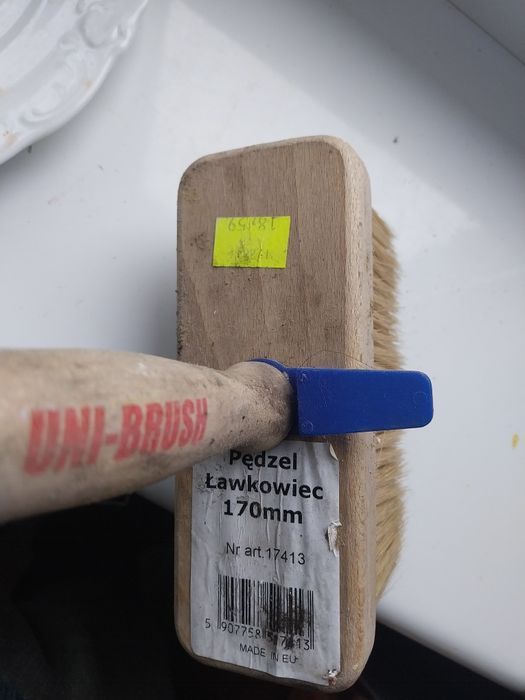 UNI-BRUSH
Pędzel
Ławkowiec
170mm
Nr art.17413
MADE IN EU